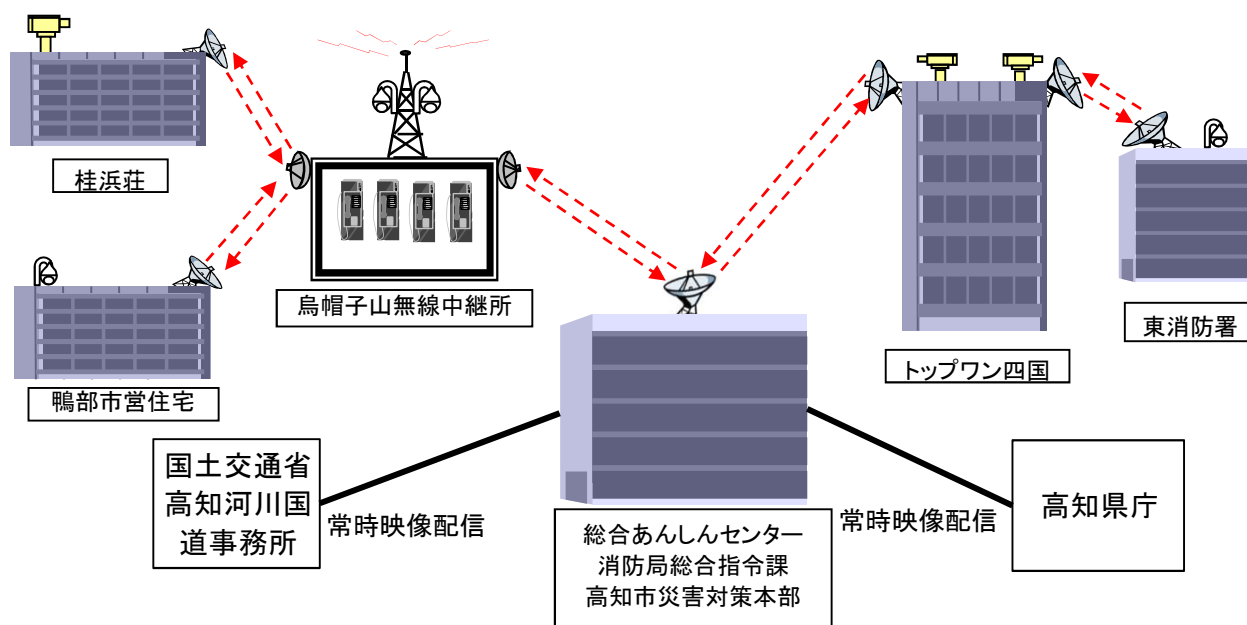 桂浜荘
烏帽子山無線中継所
鴨部市営住宅
トップワン四国
東消防署
国土交通省
高知河川国
道事務所
常時映像配信
総合あんしんセンター
消防局総合指令課
高知市災害対策本部
常時映像配信
高知県庁